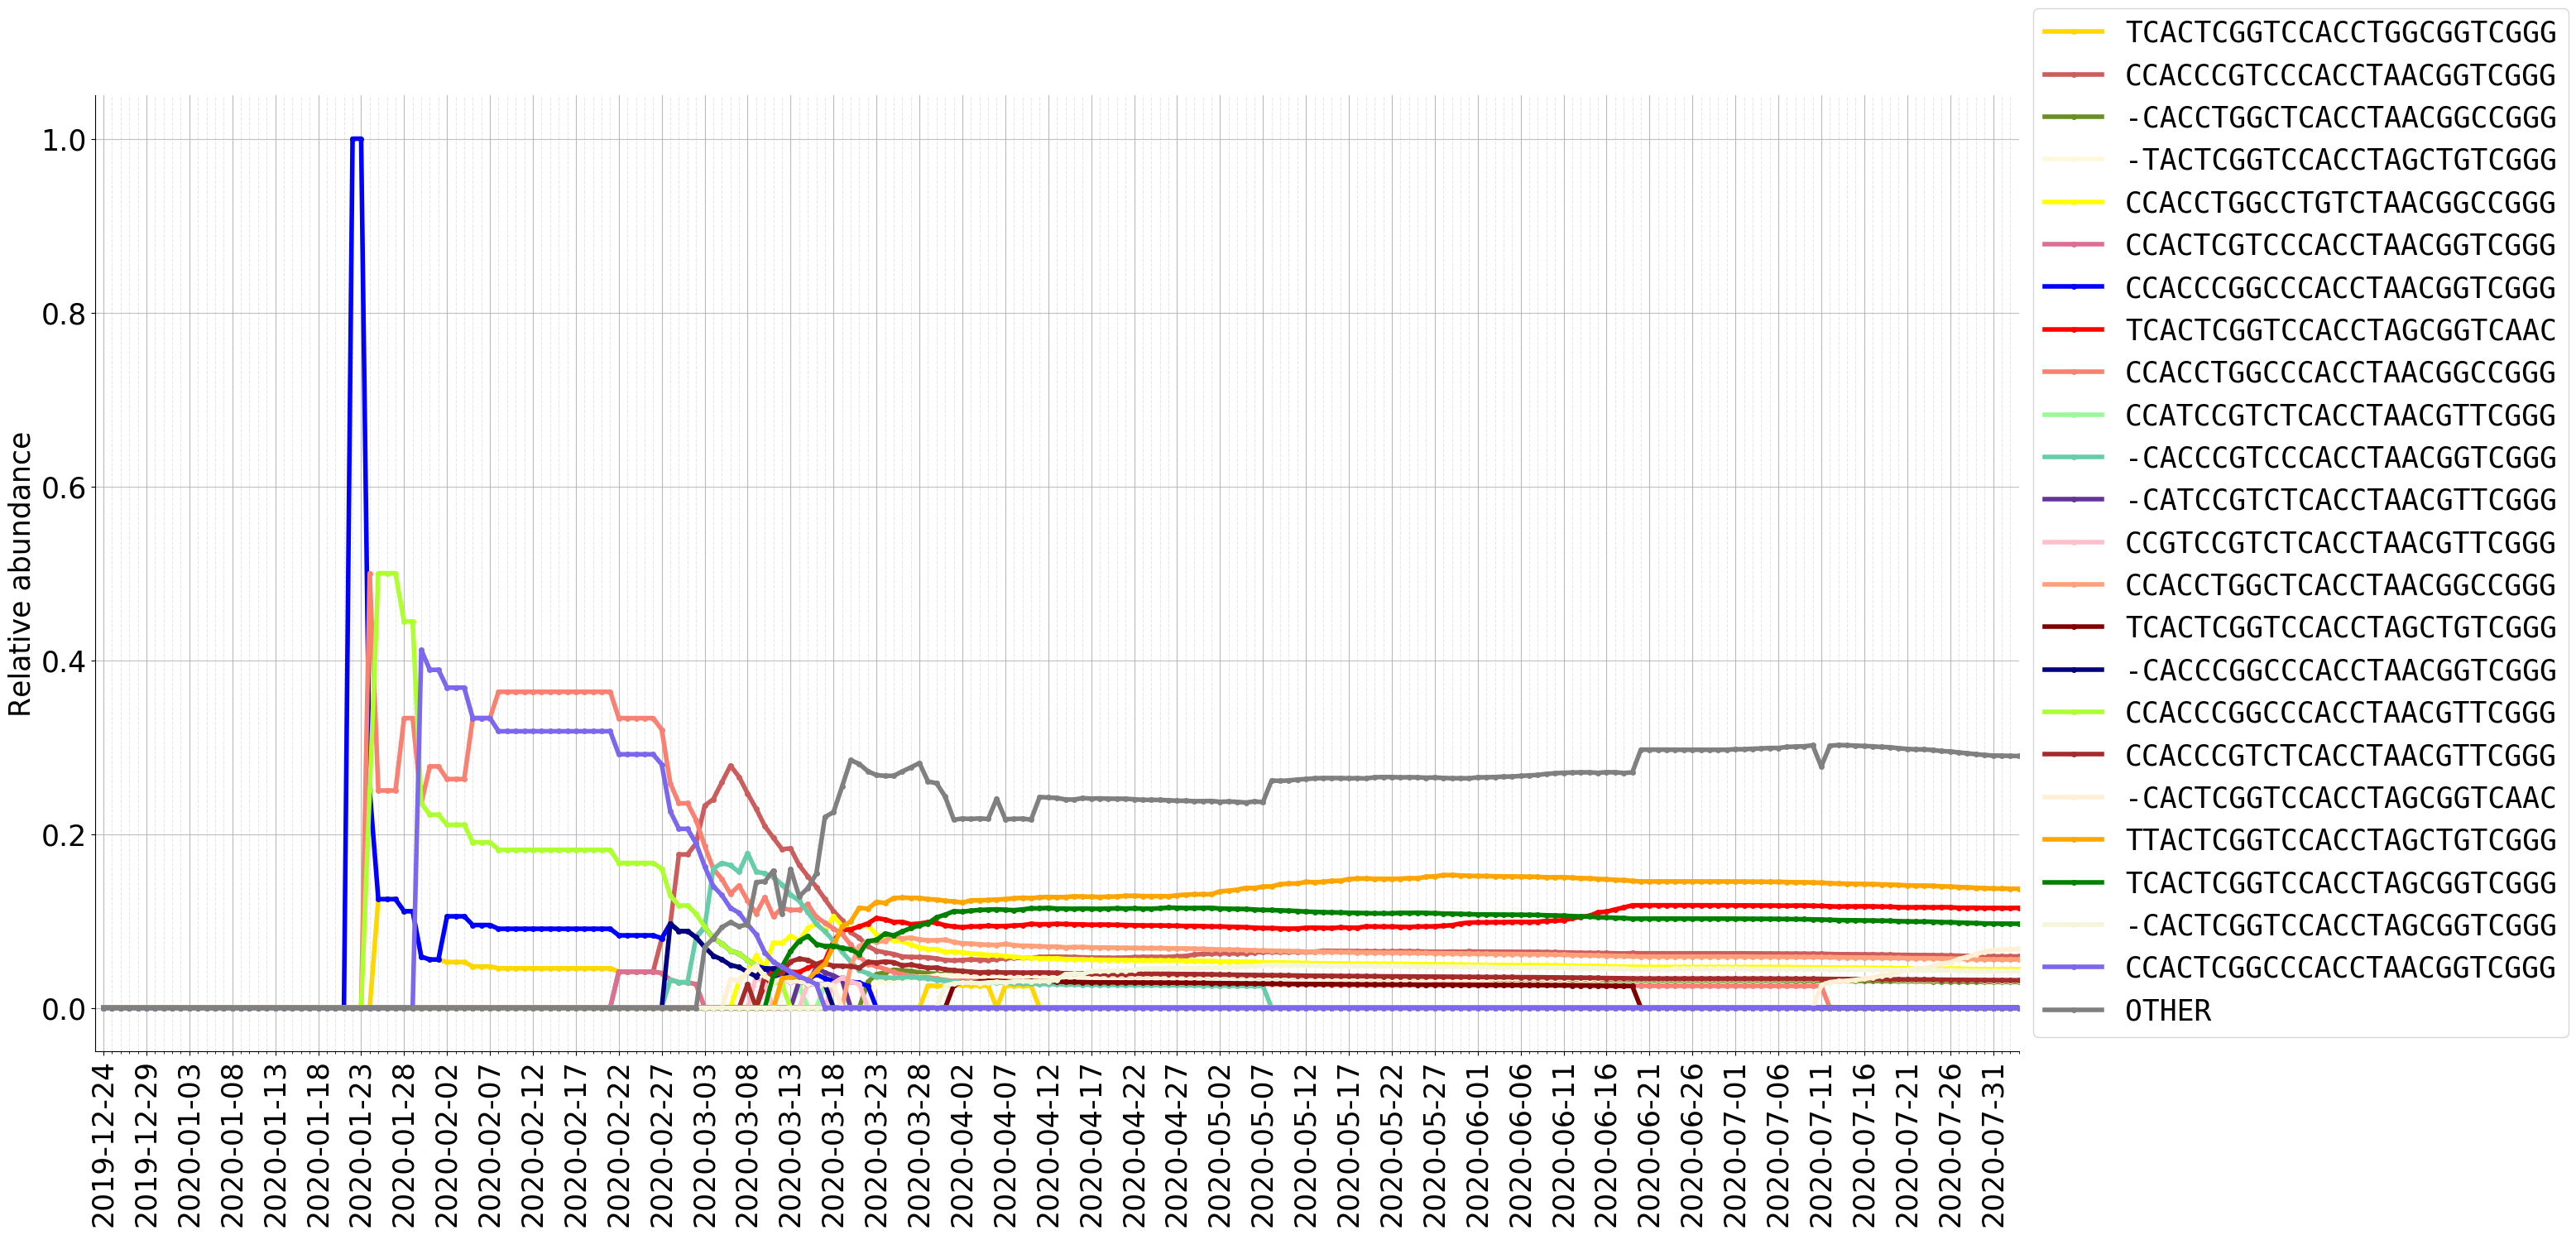 TCACTCGGTCCACCTGGCGGTCGGG
CCACCCGTCCCACCTAACGGTCGGG
-CACCTGGCTCACCTAACGGCCGGG
-TACTCGGTCCACCTAGCTGTCGGG
CCACCTGGCCTGTCTAACGGCCGGG
CCACTCGTCCCACCTAACGGTCGGG
CCACCCGGCCCACCTAACGGTCGGG
TCACTCGGTCCACCTAGCGGTCAAC
CCACCTGGCCCACCTAACGGCCGGG
CCATCCGTCTCACCTAACGTTCGGG
-CACCCGTCCCACCTAACGGTCGGG
-CATCCGTCTCACCTAACGTTCGGG
CCGTCCGTCTCACCTAACGTTCGGG
CCACCTGGCTCACCTAACGGCCGGG
TCACTCGGTCCACCTAGCTGTCGGG
-CACCCGGCCCACCTAACGGTCGGG
CCACCCGGCCCACCTAACGTTCGGG
CCACCCGTCTCACCTAACGTTCGGG
-CACTCGGTCCACCTAGCGGTCAAC
TTACTCGGTCCACCTAGCTGTCGGG
TCACTCGGTCCACCTAGCGGTCGGG
-CACTCGGTCCACCTAGCGGTCGGG
CCACTCGGCCCACCTAACGGTCGGG
OTHER
Relative abundance
1.0
0.8
0.6
0.4
0.2
0.0
2019-12-24
2019-12-29
2020-01-03
2020-01-08
2020-01-13
2020-01-18
2020-01-23
2020-01-28
2020-02-02
2020-02-07
2020-02-12
2020-02-17
2020-02-22
2020-02-27
2020-03-03
2020-03-08
2020-03-13
2020-03-18
2020-03-23
2020-03-28
2020-04-02
2020-04-07
2020-04-12
2020-04-17
2020-04-22
2020-04-27
2020-05-02
2020-05-07
2020-05-12
2020-05-17
2020-05-22
2020-05-27
2020-06-01
2020-06-06
2020-06-11
2020-06-16
2020-06-21
2020-06-26
2020-07-01
2020-07-06
2020-07-11
2020-07-16
2020-07-21
2020-07-26
2020-07-31